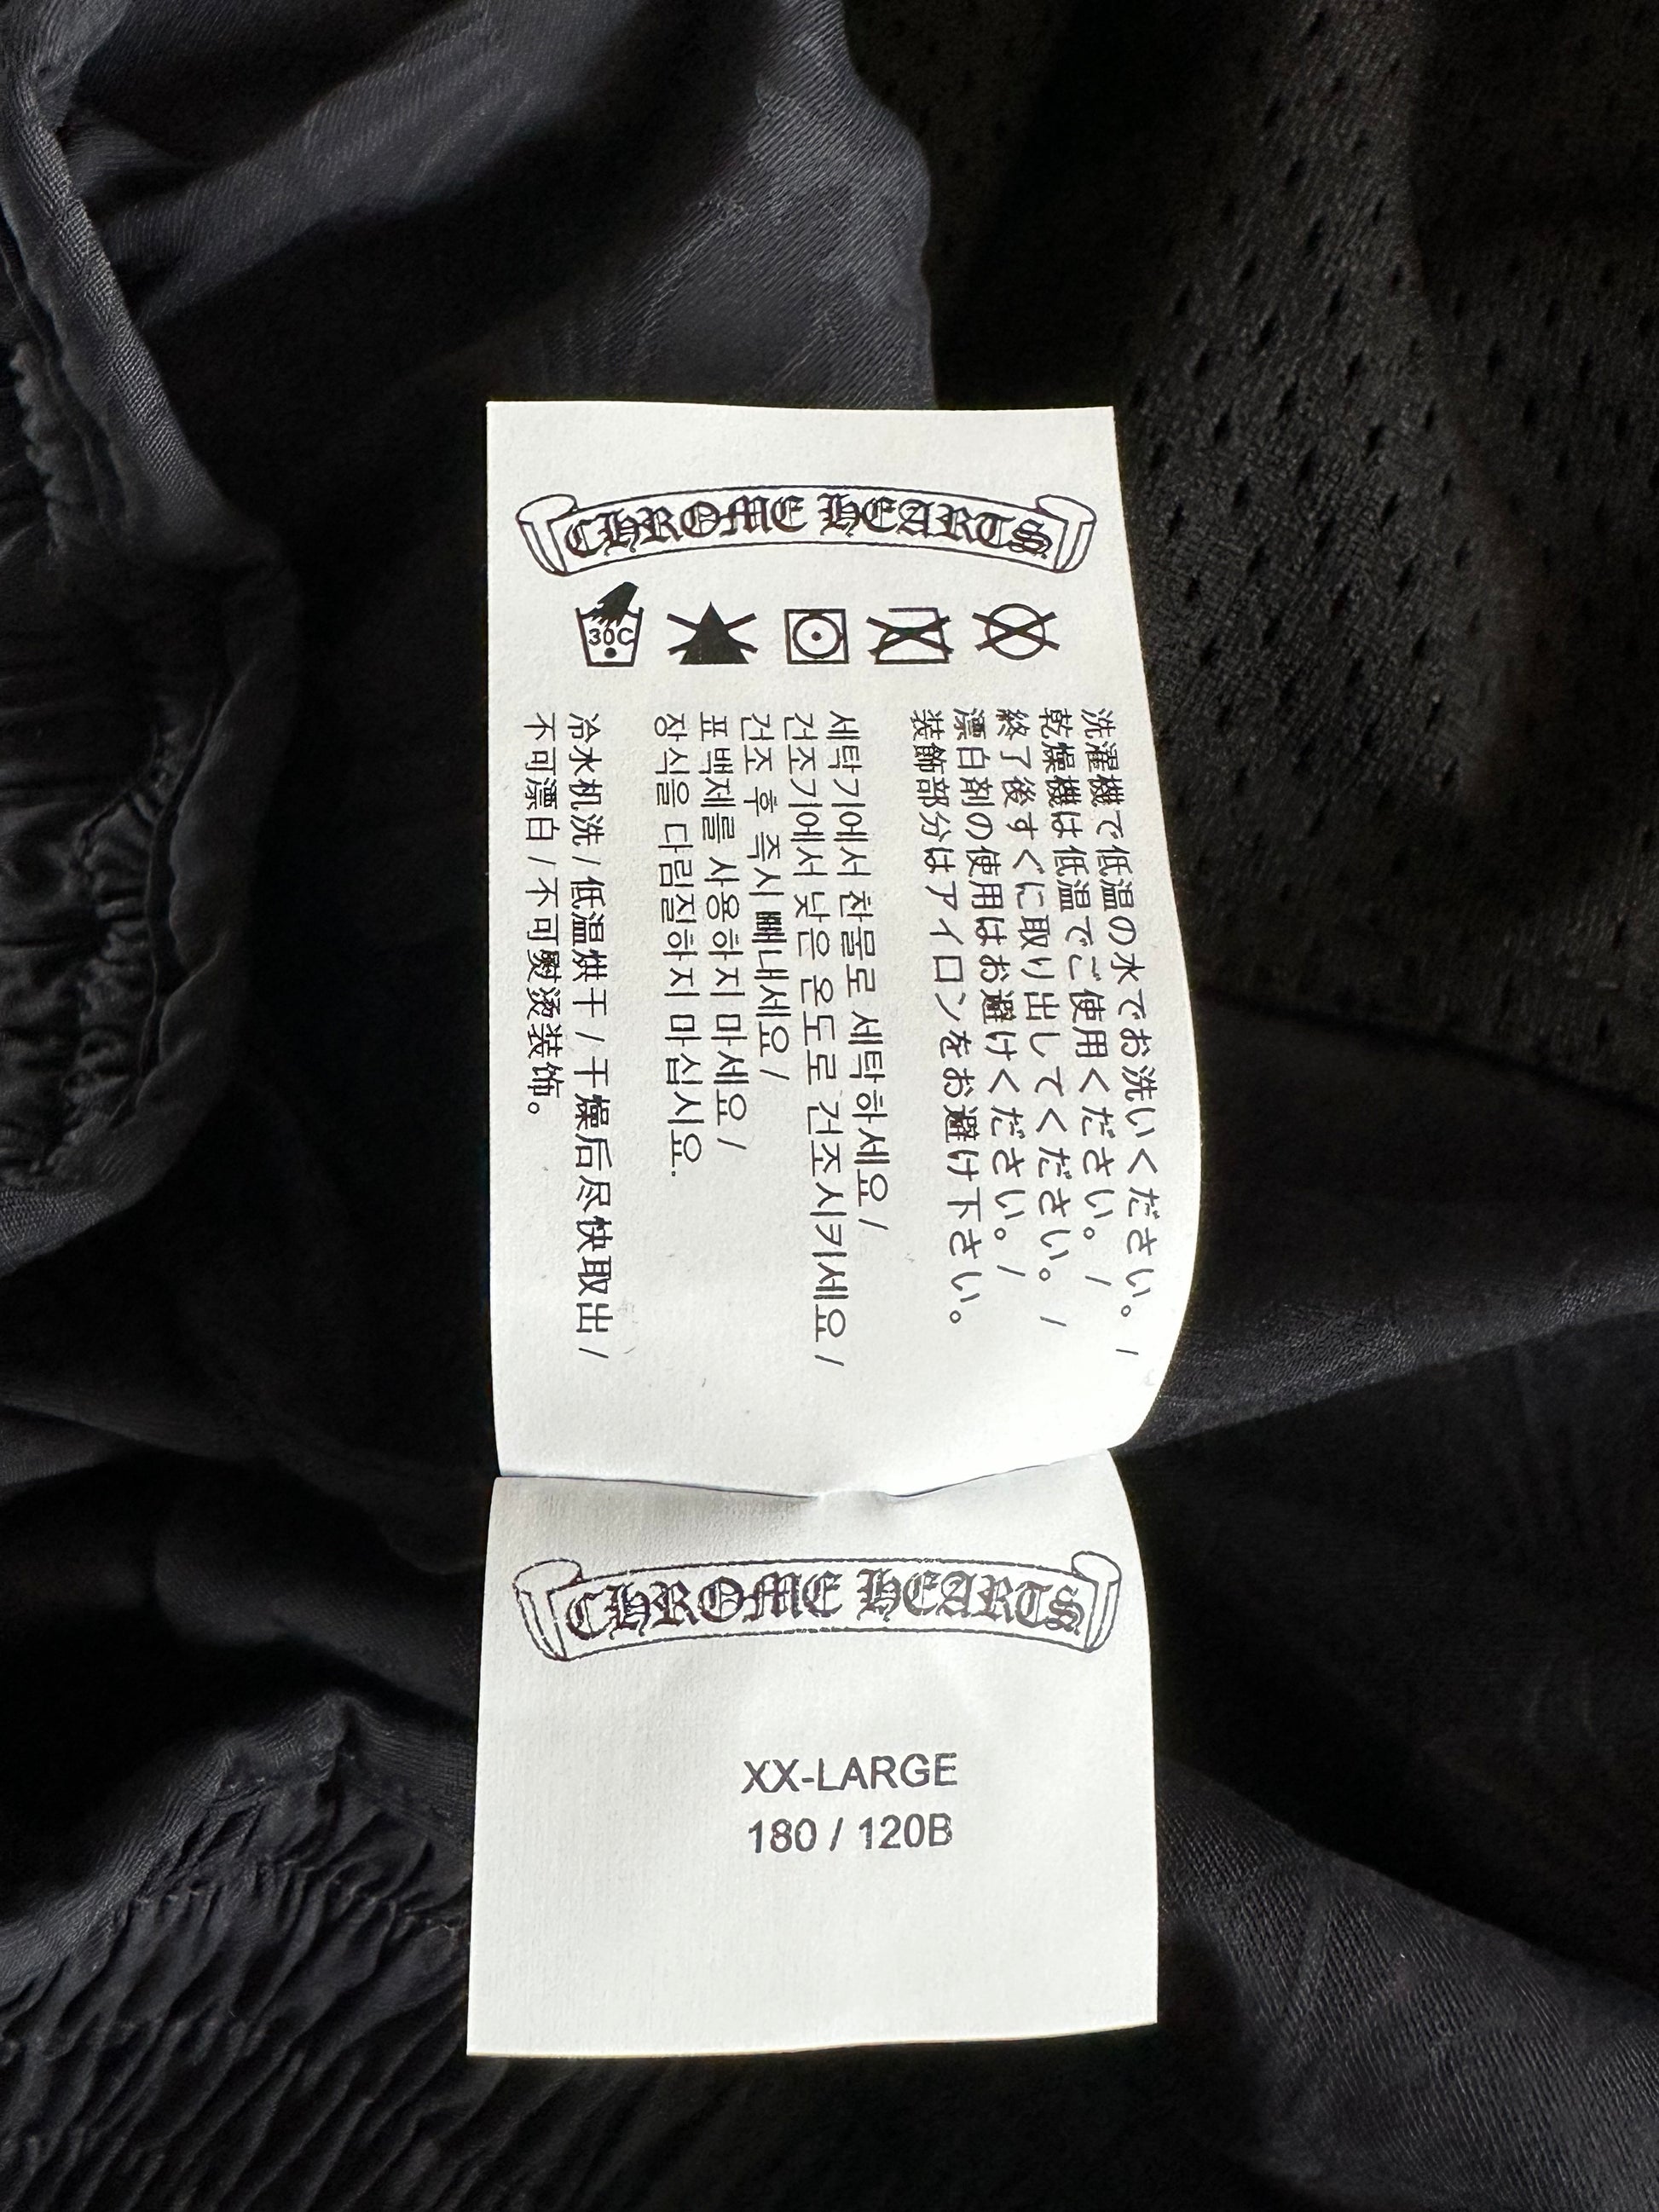 CHROME HEARTS
30C
洗濯機で低温の水でお洗いください。 /
乾燥機は低温でご使用ください。 /
終了後すぐに取り出してください。 /
漂白剤の使用はお避けください。 /
装飾部分はアイロンをお避け下さい。
세탁기에서 찬물로 세탁하세요 /
건조기에서 낮은 온도로 건조시키세요 /
건조 후 즉시 빼내세요 /
표백제를 사용하지 마세요 /
장식을 다림질하지 마십시요.
冷水机洗 / 低温烘干 / 干燥后尽快取出 /
不可漂白 / 不可熨烫装饰。
CHROME HEARTS
XX-LARGE
180 / 120B